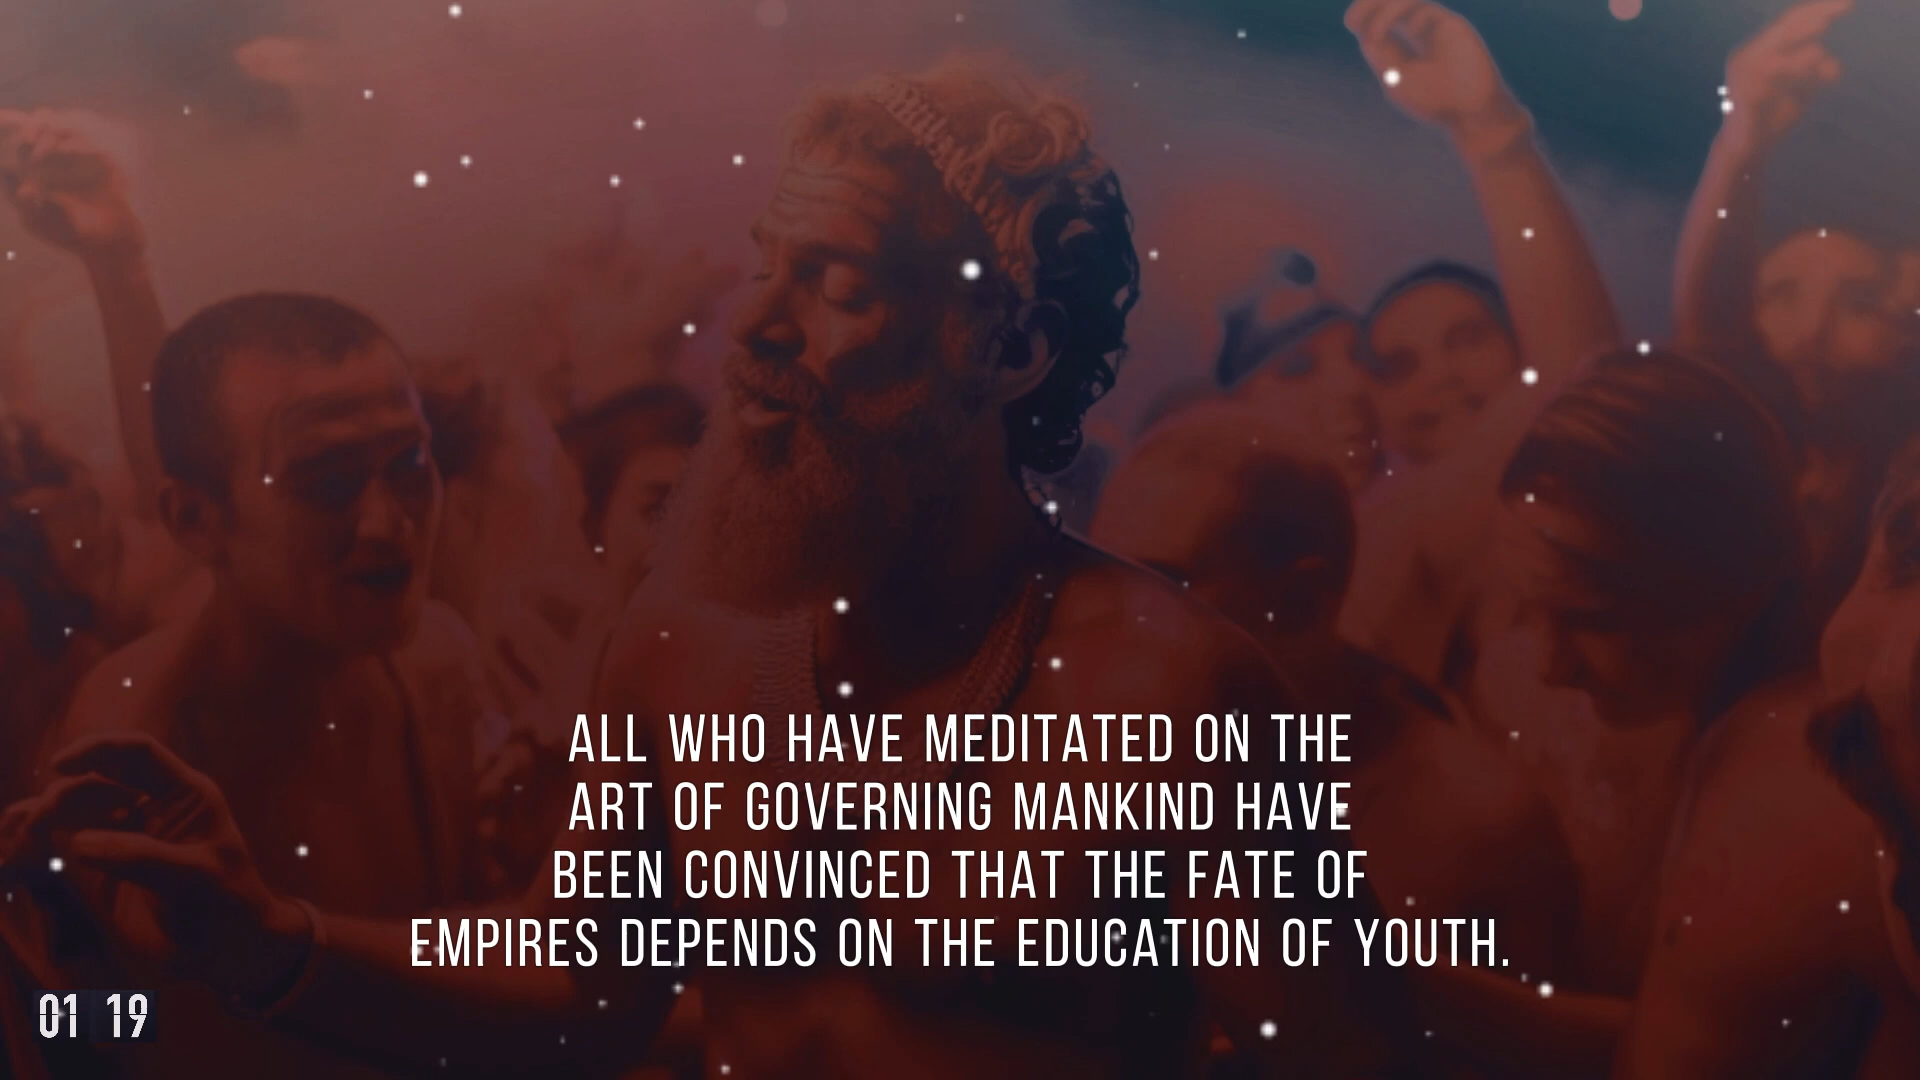 ALL WHO HAVE MEDITATED ON THE
ART OF GOVERNING MANKIND HAVE
BEEN CONVINCED THAT THE FATE OF
EMPIRES DEPENDS ON THE EDUCATION OF YOUTH.
01 19